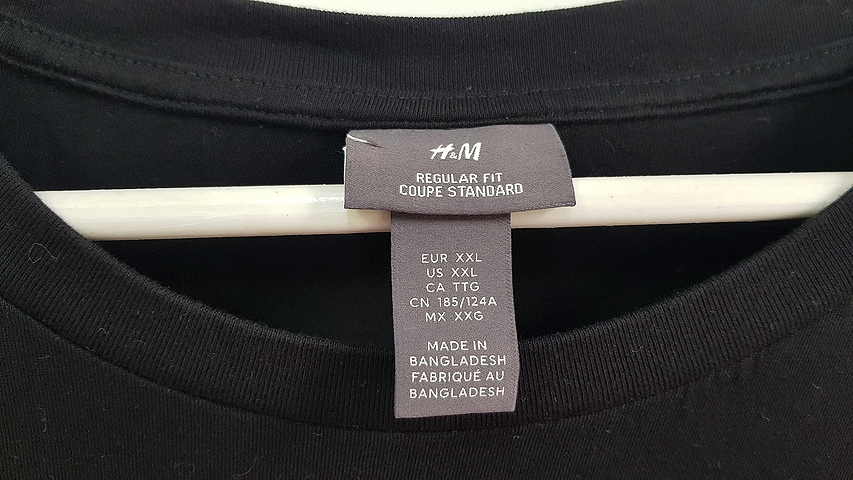 H&M
REGULAR FIT
COUPE STANDARD
EUR XXL
US XXL
CA TTG
CN 185/124A
MX XXG
MADE IN
BANGLADESH
FABRIQUÉ AU
BANGLADESH